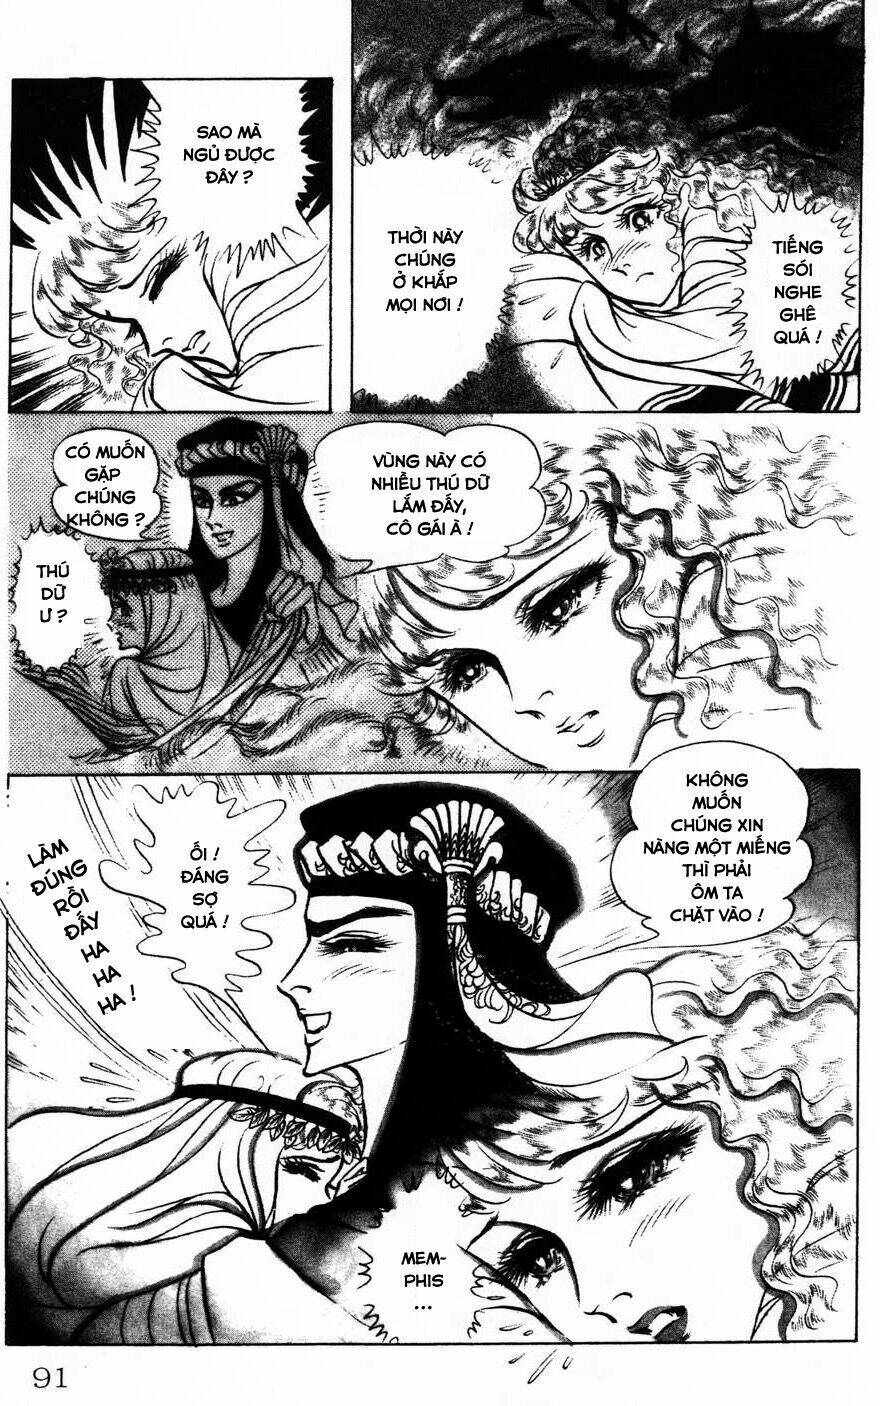 TIẾNG
SÓI
NGHE
GHÊ
QUÁ !
THỜI NÀY
CHÚNG
Ở KHẮP
MỌI NƠI !
SAO MÀ
NGỦ ĐƯỢC
ĐÂY ?
VÙNG NÀY CÓ
NHIỀU THÚ DỮ
LẮM ĐẤY,
CÔ GÁI À !
CÓ MUỐN
GẶP
CHÚNG
KHÔNG ?
THÚ
DỮ
Ư ?
KHÔNG
MUỐN
CHÚNG XIN
NÀNG MỘT MIẾNG
THÌ PHẢI
ÔM TA
CHẶT VÀO !
ỐI !
ĐÁNG
SỢ
QUÁ !
LÀM
ĐÚNG
RỒI
ĐẤY
HA
HA
HA !
MEM-
PHIS
...
91